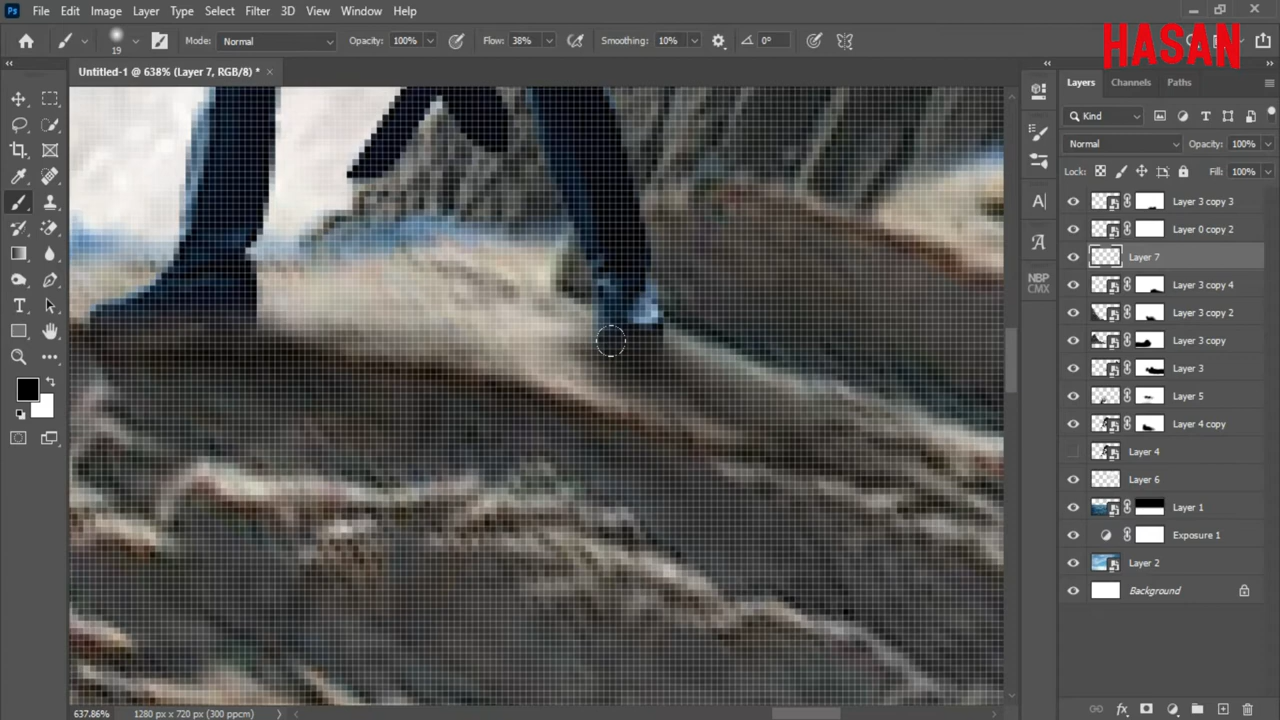 Ps File Edit Image Layer Type Select Filter 3D View Window Help
HASAN
19 Mode: Normal Opacity: 100% Flow: 38% Smoothing: 10% 0°
Untitled-1 @ 638% (Layer 7, RGB/8) *
Layers Channels Paths
Kind
Normal Opacity: 100%
Lock: Fill: 100%
Layer 3 copy 3
Layer 0 copy 2
Layer 7
Layer 3 copy 4
Layer 3 copy 2
Layer 3 copy
Layer 3
Layer 5
Layer 4 copy
Layer 4
Layer 6
Layer 1
Exposure 1
Layer 2
Background
NBP
CMX
637.86% 1280 px x 720 px (300 ppcm)